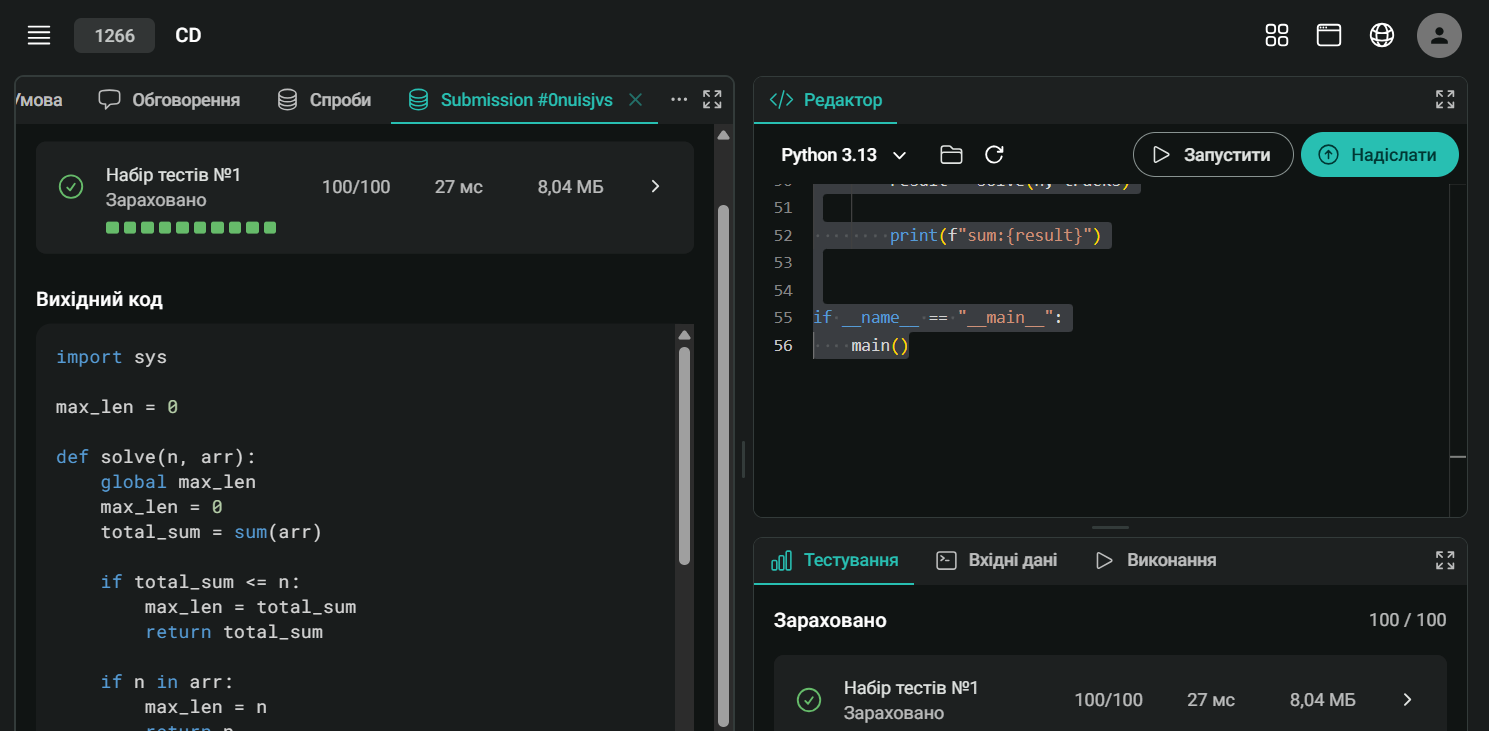 1266 CD
Умова Обговорення Спроби Submission #0nuisjvs
Набір тестів №1
Зараховано
100/100 27 мс 8,04 МБ
Вихідний код
import sys
max_len = 0
def solve(n, arr):
global max_len
max_len = 0
total_sum = sum(arr)
if total_sum <= n:
max_len = total_sum
return total_sum
if n in arr:
max_len = n
return n
Редактор
Python 3.13 Запустити Надіслати
51
52 print(f"sum:{result}")
53
54
55 if __name__ == "__main__":
56 main()
Тестування Вхідні дані Виконання
Зараховано 100 / 100
Набір тестів №1
Зараховано
100/100 27 мс 8,04 МБ